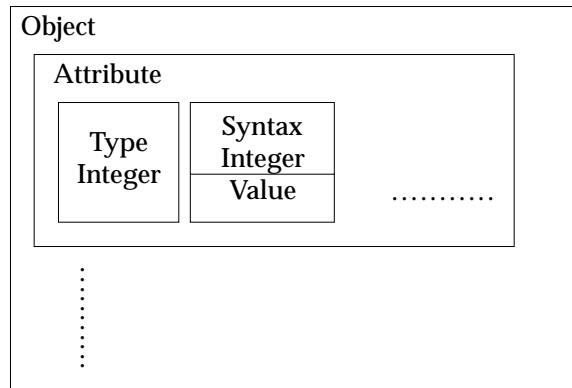 Object
Attribute
Type
Integer
Syntax
Integer
Value
...........